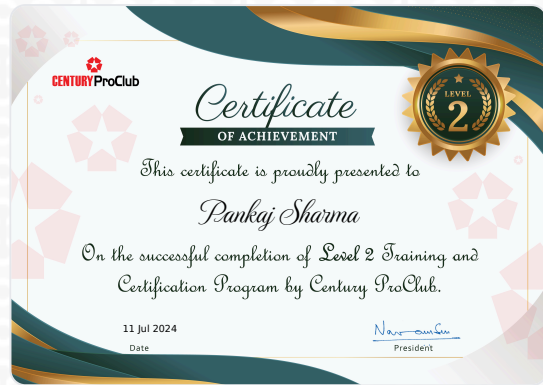 CENTURY ProClub
Certificate
OF ACHIEVEMENT
LEVEL
2
This certificate is proudly presented to
Pankaj Sharma
On the successful completion of Level 2 Training and
Certification Program by Century ProClub.
11 Jul 2024
Date
President